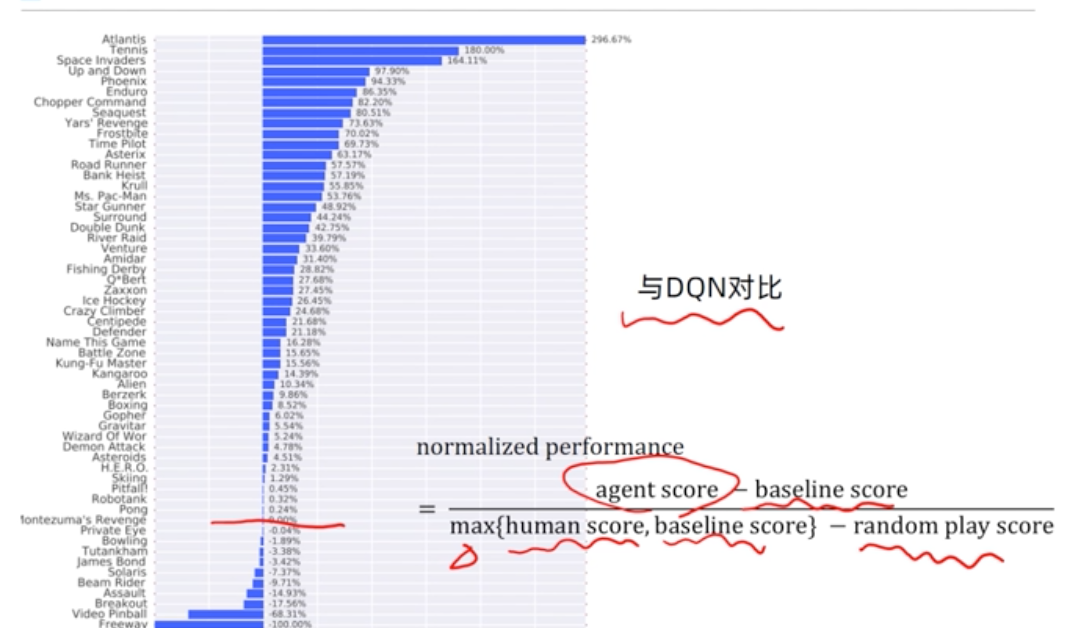 Atlantis 296.67%
Tennis 180.00%
Space Invaders 164.11%
Up and Down 97.90%
Phoenix 94.33%
Enduro 86.35%
Chopper Command 82.20%
Seaquest 80.51%
Yars' Revenge 73.63%
Frostbite 70.02%
Time Pilot 69.73%
Asterix 63.17%
Road Runner 57.57%
Bank Heist 57.19%
Krull 55.85%
Ms. Pac-Man 53.76%
Star Gunner 48.92%
Surround 44.24%
Double Dunk 42.75%
River Raid 39.79%
Venture 33.60%
Amidar 31.40%
Fishing Derby 28.82%
Q*Bert 27.68%
Zaxxon 27.45%
Ice Hockey 26.45%
Crazy Climber 24.68%
Centipede 21.68%
Defender 21.18%
Name This Game 16.28%
Battle Zone 15.65%
Kung-Fu Master 15.56%
Kangaroo 14.39%
Alien 10.34%
Berzerk 9.86%
Boxing 8.52%
Gopher 6.02%
Gravitar 5.54%
Wizard Of Wor 5.24%
Demon Attack 4.78%
Asteroids 4.51%
H.E.R.O. 2.31%
Skiing 1.29%
Pitfall! 0.45%
Robotank 0.32%
Pong 0.24%
ontezuma's Revenge 0.00%
Private Eye -0.04%
Bowling -1.89%
Tutankham -3.38%
James Bond -3.42%
Solaris -7.37%
Beam Rider -9.71%
Assault -14.93%
Breakout -17.56%
Video Pinball -68.31%
Freeway -100.00%
与DQN对比
normalized performance
agent score − baseline score
=
max{human score, baseline score} − random play score